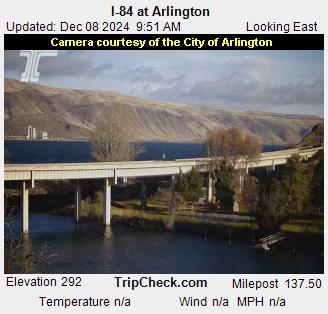 I-84 at Arlington
Updated: Dec 08 2024 9:51 AM Looking East
Camera courtesy of the City of Arlington
Elevation 292 TripCheck.com Milepost 137.50
Temperature n/a Wind n/a MPH n/a